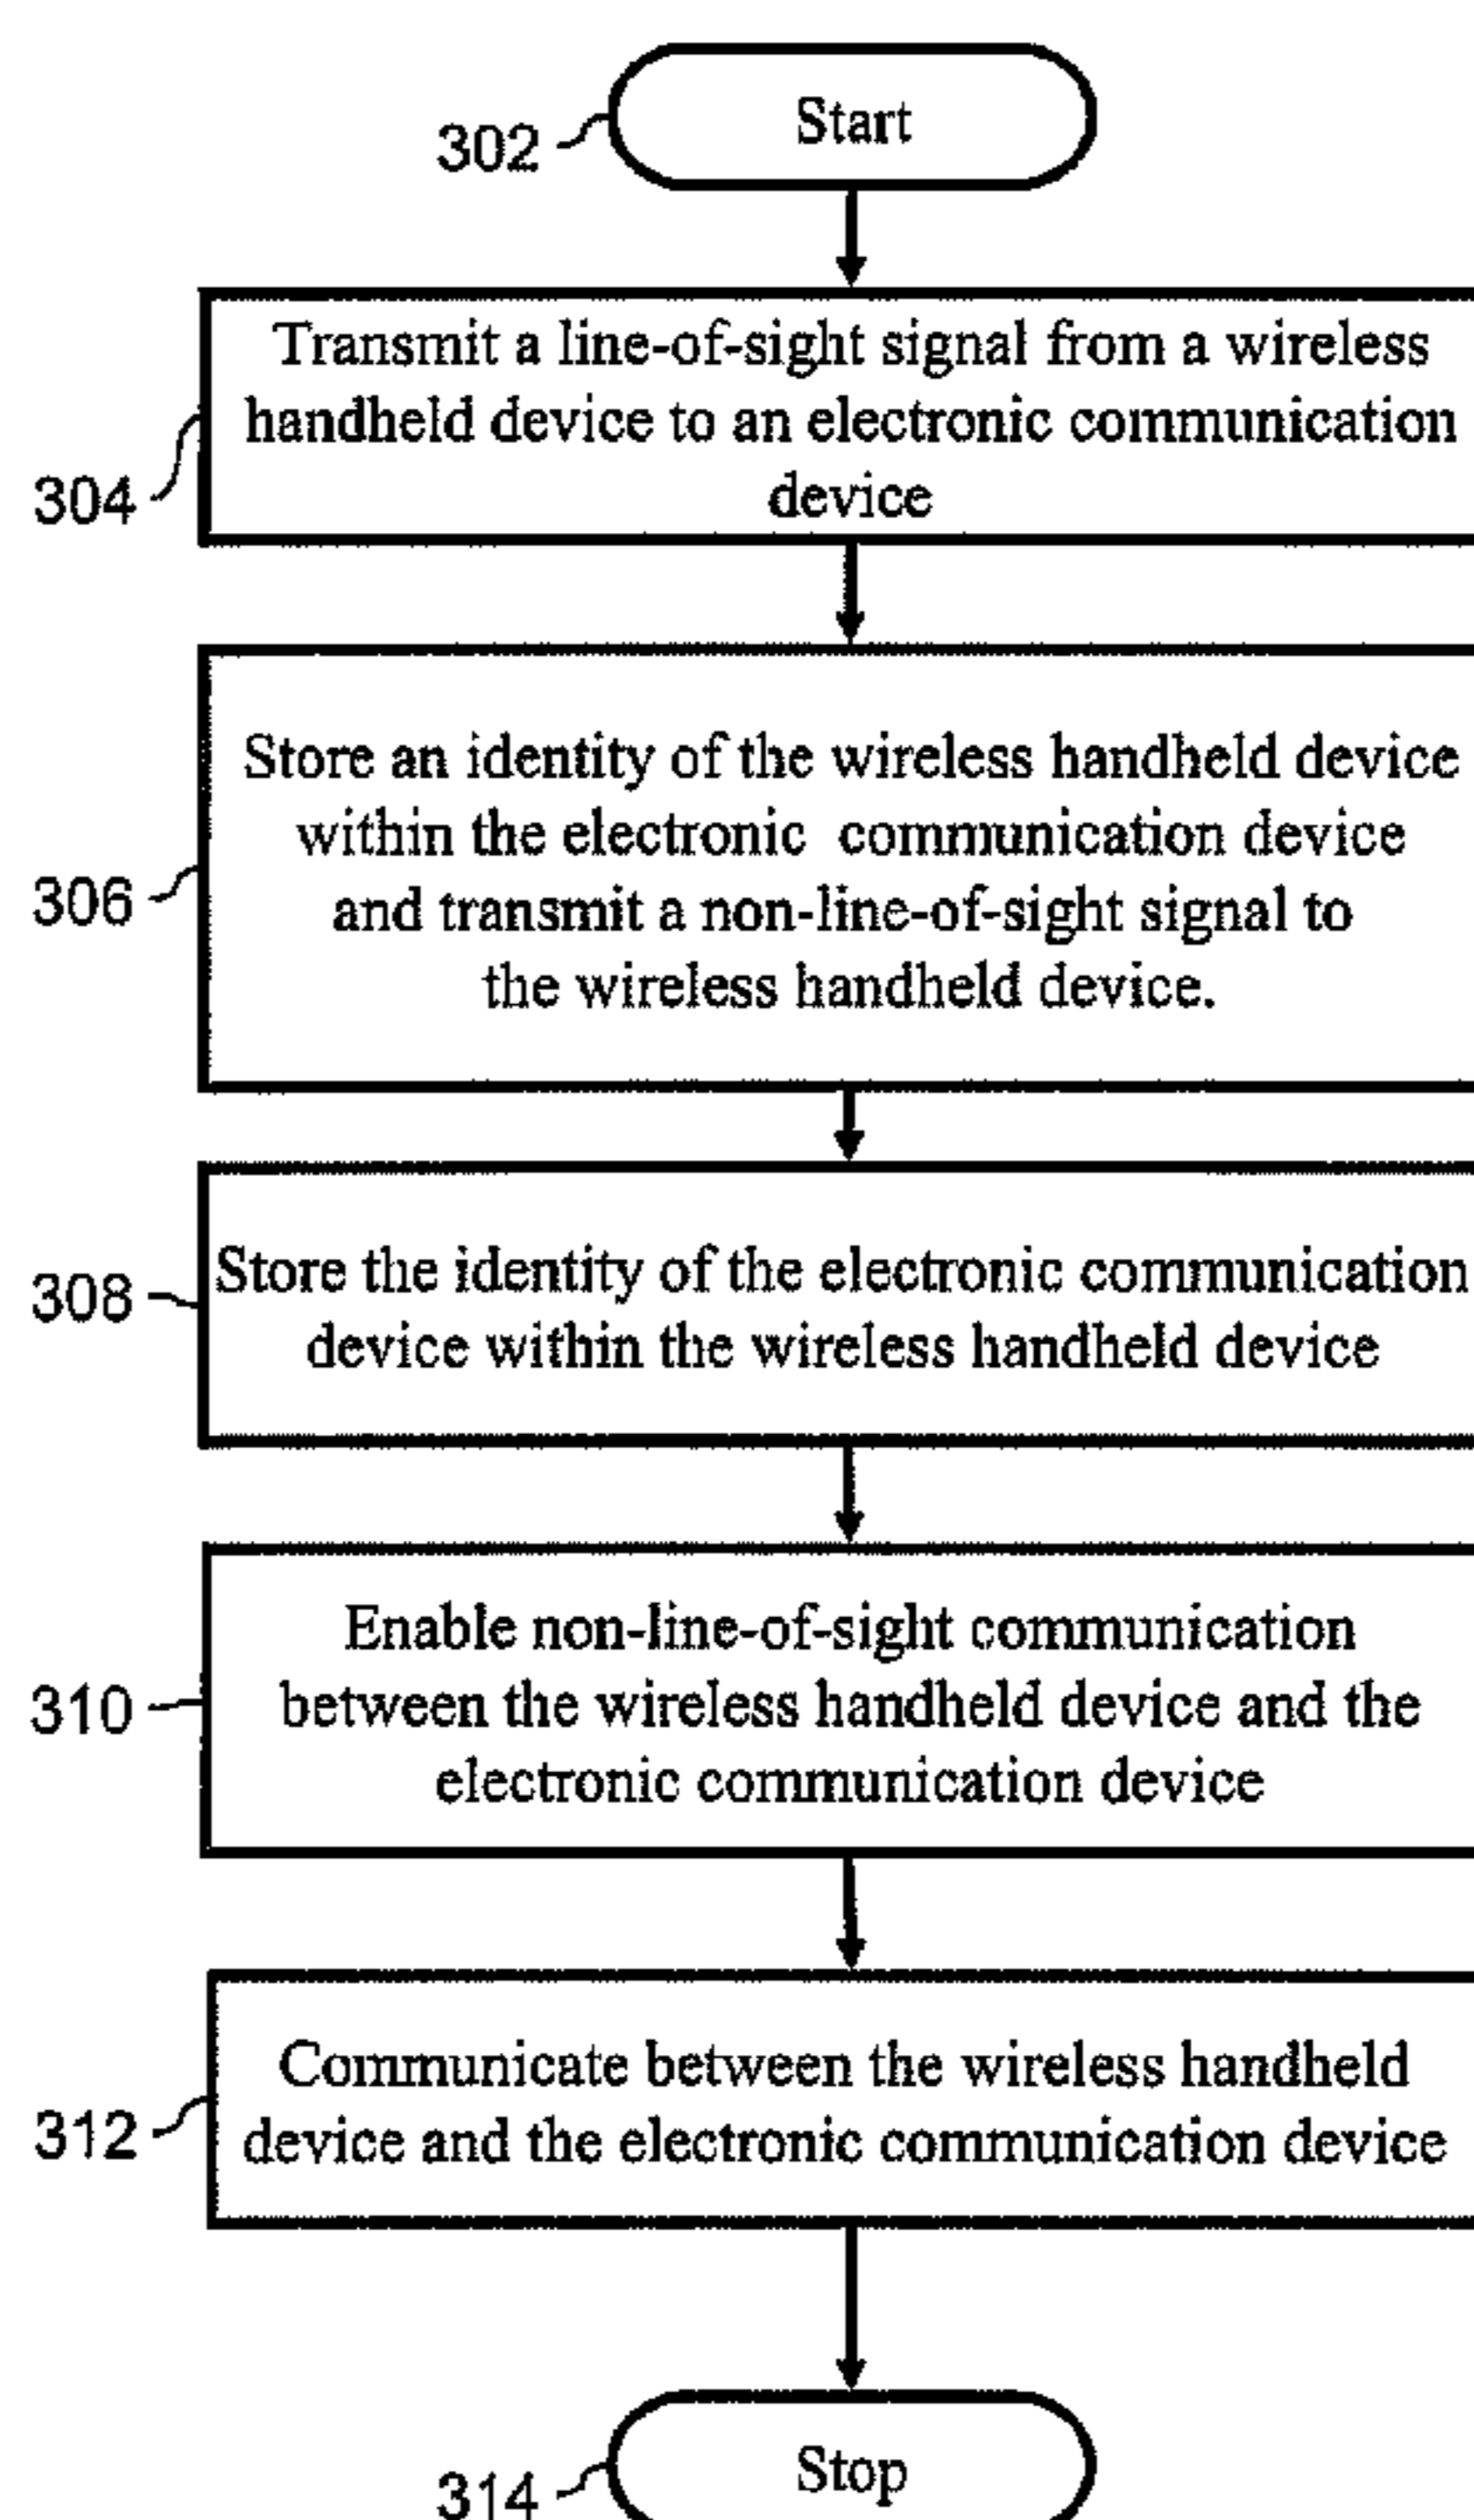 302
Start
304
Transmit a line-of-sight signal from a wireless
handheld device to an electronic communication
device
306
Store an identity of the wireless handheld device
within the electronic communication device
and transmit a non-line-of-sight signal to
the wireless handheld device.
308
Store the identity of the electronic communication
device within the wireless handheld device
310
Enable non-line-of-sight communication
between the wireless handheld device and the
electronic communication device
312
Communicate between the wireless handheld
device and the electronic communication device
314
Stop